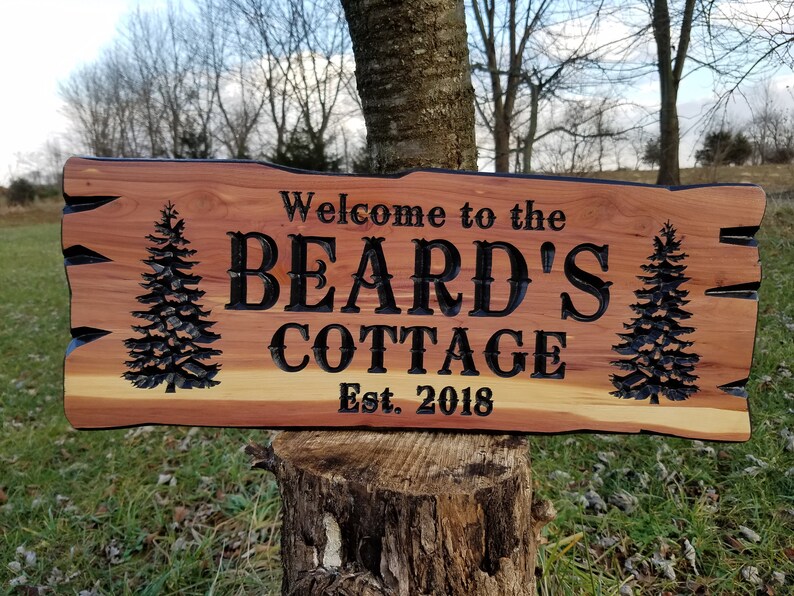 Welcome to the
BEARD'S
COTTAGE
Est. 2018